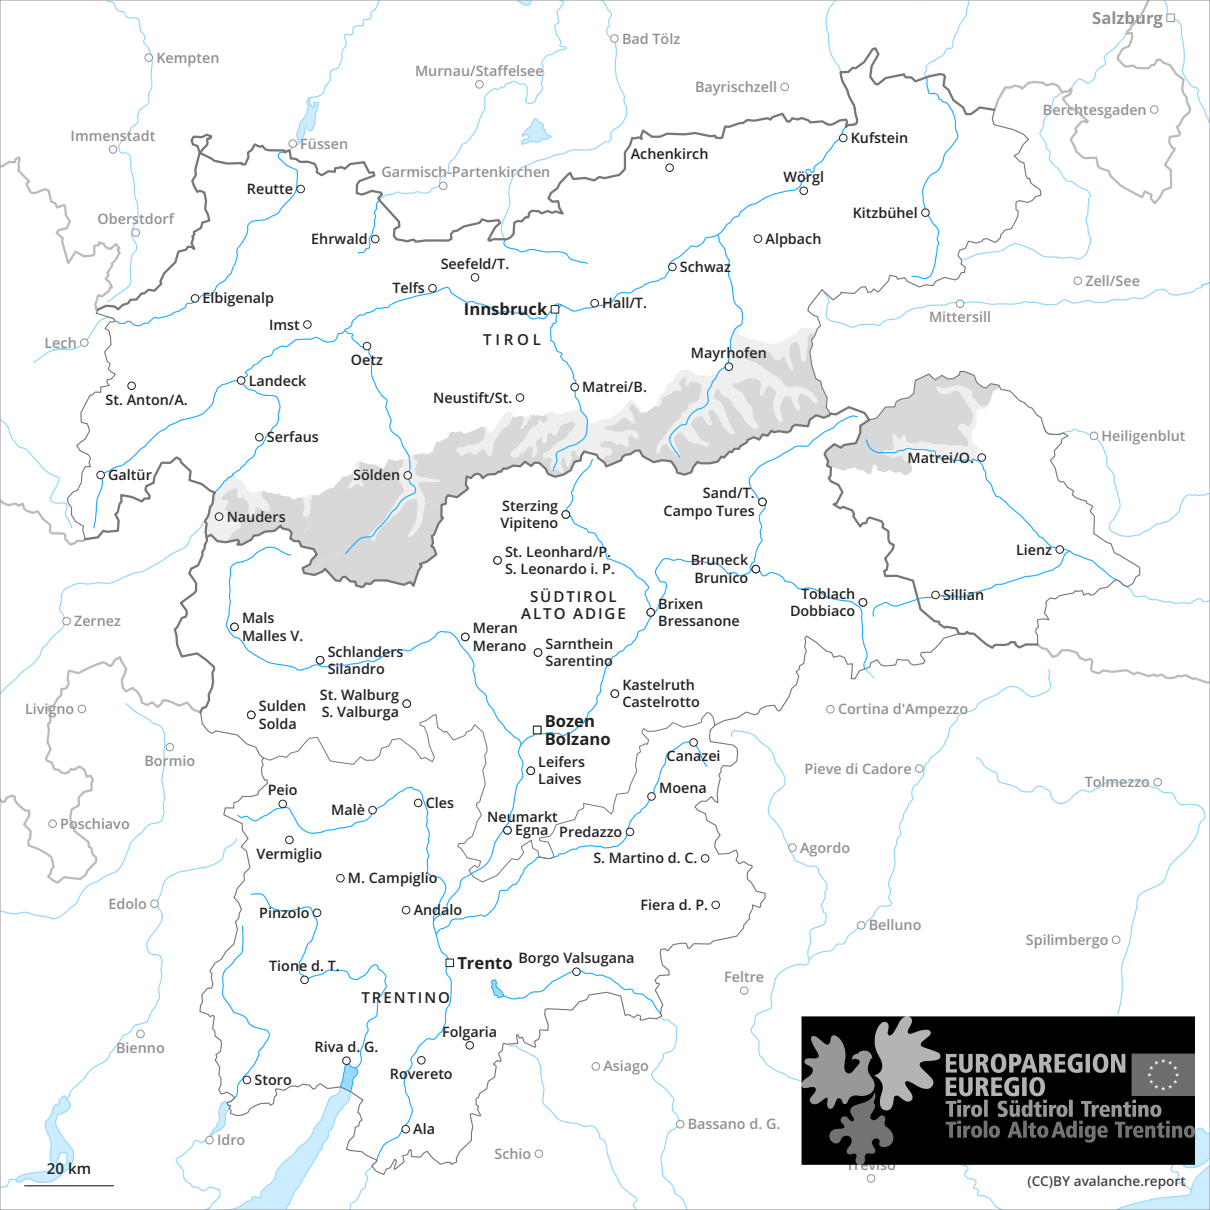 Salzburg
Bad Tölz
Kempten
Murnau/Staffelsee
Bayrischzell
Berchtesgaden
Immenstadt
Füssen
Kufstein
Achenkirch
Garmisch-Partenkirchen
Wörgl
Reutte
Oberstdorf
Kitzbühel
Ehrwald
Alpbach
Seefeld/T.
Schwaz
Zell/See
Telfs
Elbigenalp
Hall/T.
Innsbruck
Mittersill
Imst
TIROL
Lech
Mayrhofen
Oetz
Landeck
Matrei/B.
St. Anton/A.
Neustift/St.
Serfaus
Heiligenblut
Matrei/O.
Galtür
Sölden
Sand/T.
Campo Tures
Sterzing
Vipiteno
Nauders
St. Leonhard/P.
S. Leonardo i. P.
Lienz
Bruneck
Brunico
SÜDTIROL
ALTO ADIGE
Toblach
Dobbiaco
Sillian
Brixen
Bressanone
Zernez
Mals
Malles V.
Meran
Merano
Sarnthein
Sarentino
Schlanders
Silandro
Kastelruth
Castelrotto
St. Walburg
S. Valburga
Sulden
Solda
Livigno
Cortina d'Ampezzo
Bozen
Bolzano
Bormio
Canazei
Leifers
Laives
Pieve di Cadore
Tolmezzo
Peio
Moena
Malè
Cles
Neumarkt
Egna
Predazzo
Poschiavo
Vermiglio
Agordo
S. Martino d. C.
M. Campiglio
Edolo
Pinzolo
Andalo
Fiera d. P.
Belluno
Spilimbergo
Trento
Borgo Valsugana
Tione d. T.
Feltre
TRENTINO
Folgaria
Bienno
Riva d. G.
Rovereto
Asiago
Storo
EUROPAREGION
EUREGIO
Tirol Südtirol Trentino
Tirolo Alto Adige Trentino
Ala
Bassano d. G.
Idro
Schio
Treviso
20 km
(CC)BY avalanche.report